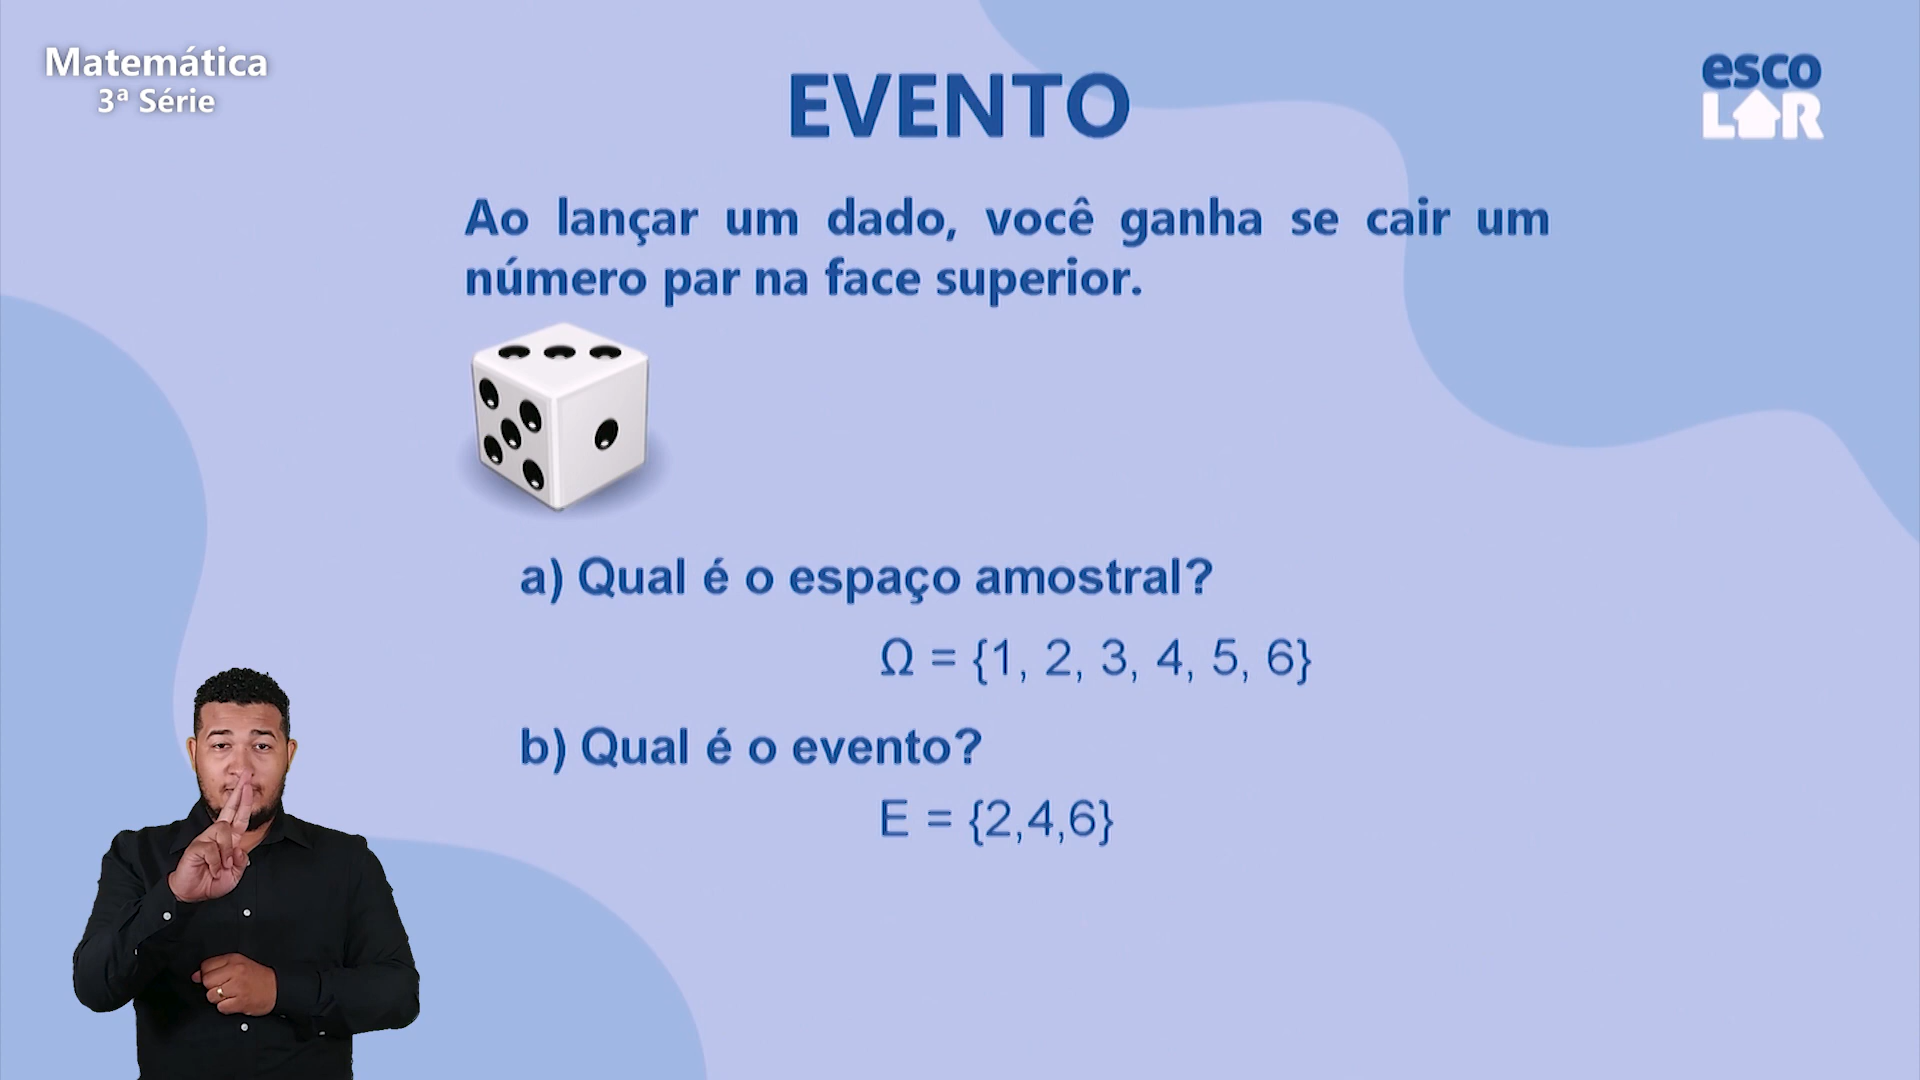 Matemática
3ª Série
EVENTO
esco
LAR
Ao lançar um dado, você ganha se cair um
número par na face superior.
a) Qual é o espaço amostral?
Ω = {1, 2, 3, 4, 5, 6}
b) Qual é o evento?
E = {2,4,6}